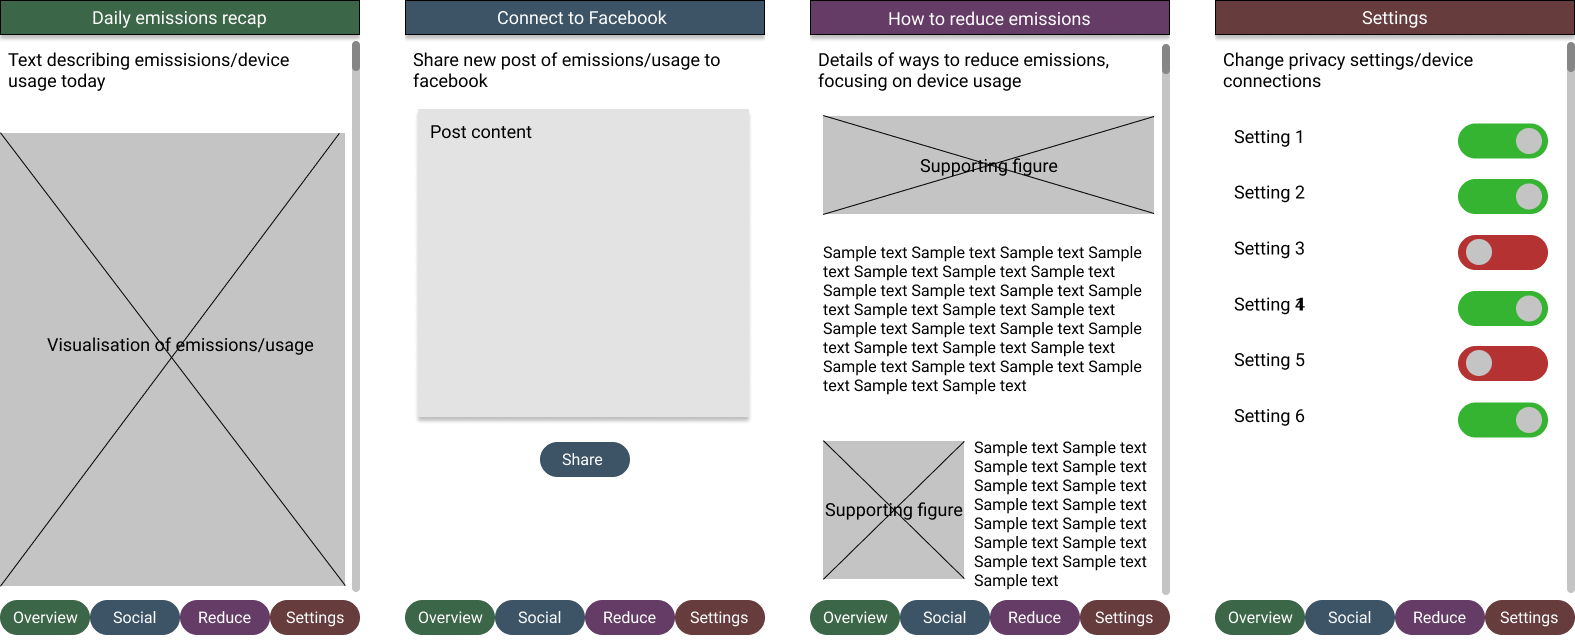 Daily emissions recap
Text describing emissisions/device
usage today
Visualisation of emissions/usage
Overview
Social
Reduce
Settings
Connect to Facebook
Share new post of emissions/usage to
facebook
Post content
Share
Overview
Social
Reduce
Settings
How to reduce emissions
Details of ways to reduce emissions,
focusing on device usage
Supporting figure
Sample text Sample text Sample text Sample
text Sample text Sample text Sample text
Sample text Sample text Sample text Sample
text Sample text Sample text Sample text
Sample text Sample text Sample text Sample
text Sample text Sample text Sample text
Sample text Sample text Sample text Sample
text Sample text Sample text
Supporting figure
Sample text Sample text
Sample text Sample text
Sample text Sample text
Sample text Sample text
Sample text Sample text
Sample text Sample text
Sample text Sample text
Sample text
Overview
Social
Reduce
Settings
Settings
Change privacy settings/device
connections
Setting 1
Setting 2
Setting 3
Setting
Setting 5
Setting 6
Overview
Social
Reduce
Settings